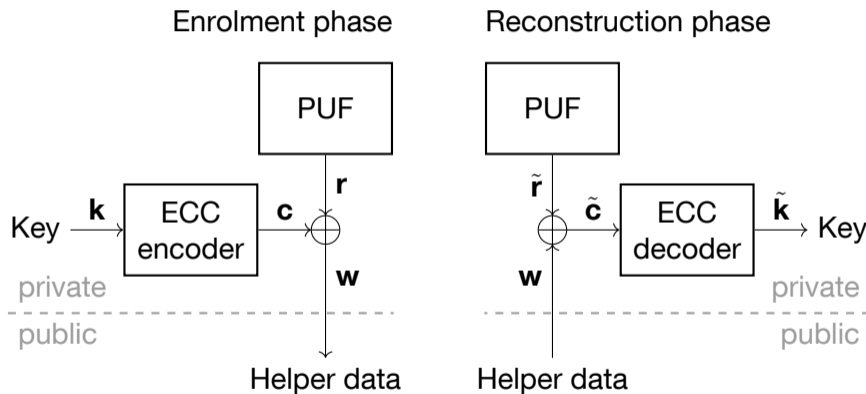 Enrolment phase
PUF
r
Key
k
ECC
encoder
c
w
private
public
Helper data
Reconstruction phase
PUF
r̃
c̃
ECC
decoder
k̃
Key
w
private
public
Helper data